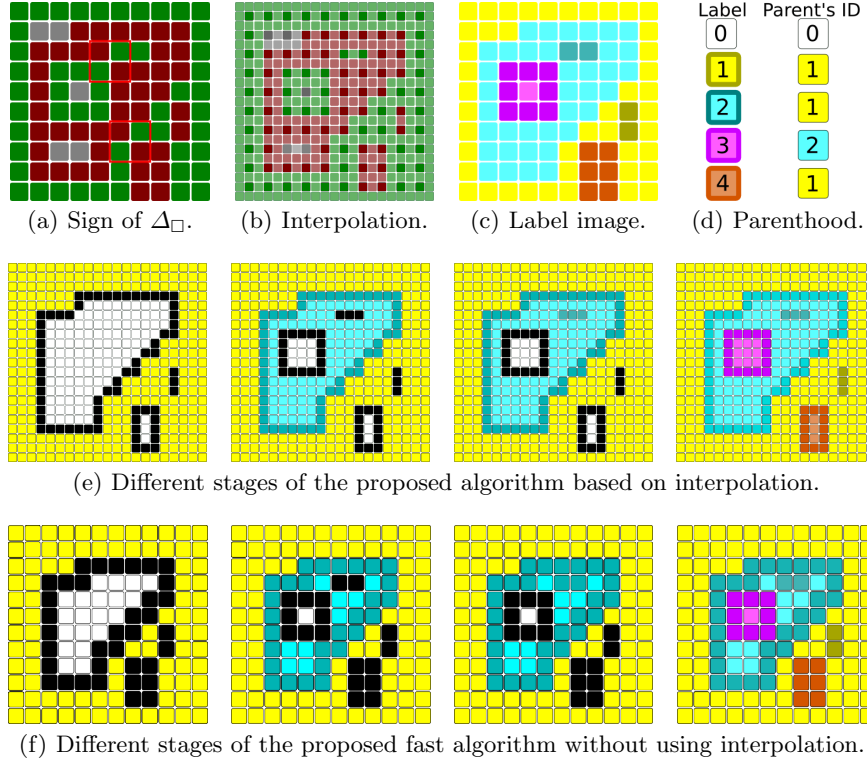 Label Parent's ID
0 0
1 1
2 1
3 2
4 1
(a) Sign of Δ□. (b) Interpolation. (c) Label image. (d) Parenthood.
(e) Different stages of the proposed algorithm based on interpolation.
(f) Different stages of the proposed fast algorithm without using interpolation.